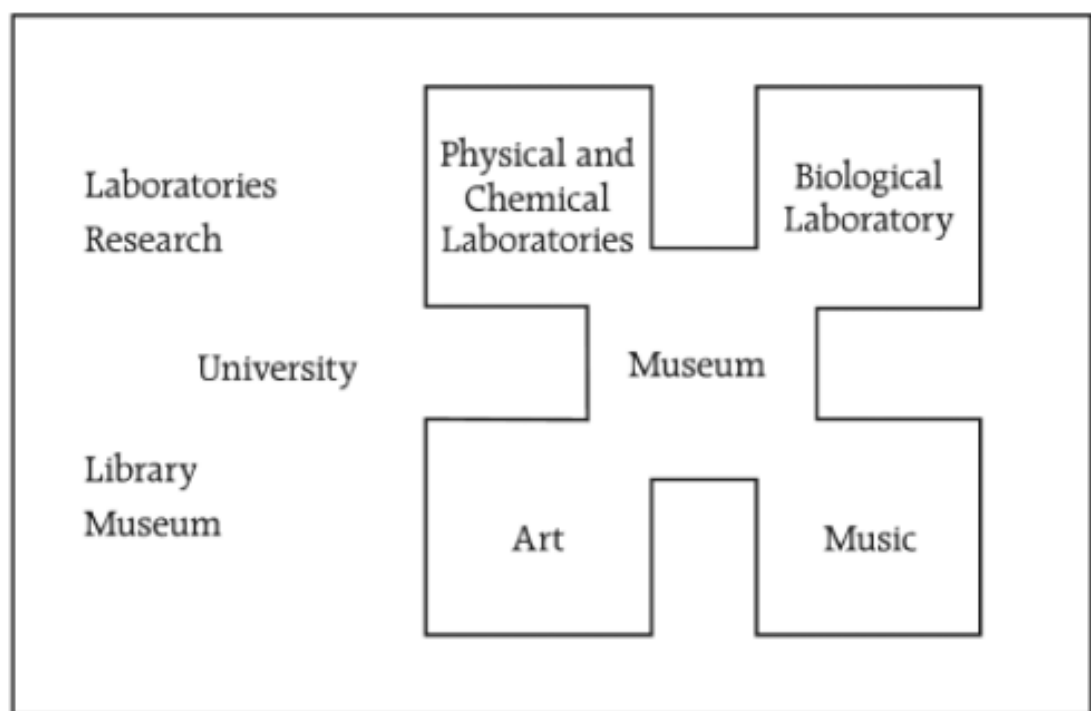 Laboratories
Research
University
Library
Museum
Physical and
Chemical
Laboratories
Biological
Laboratory
Museum
Art
Music